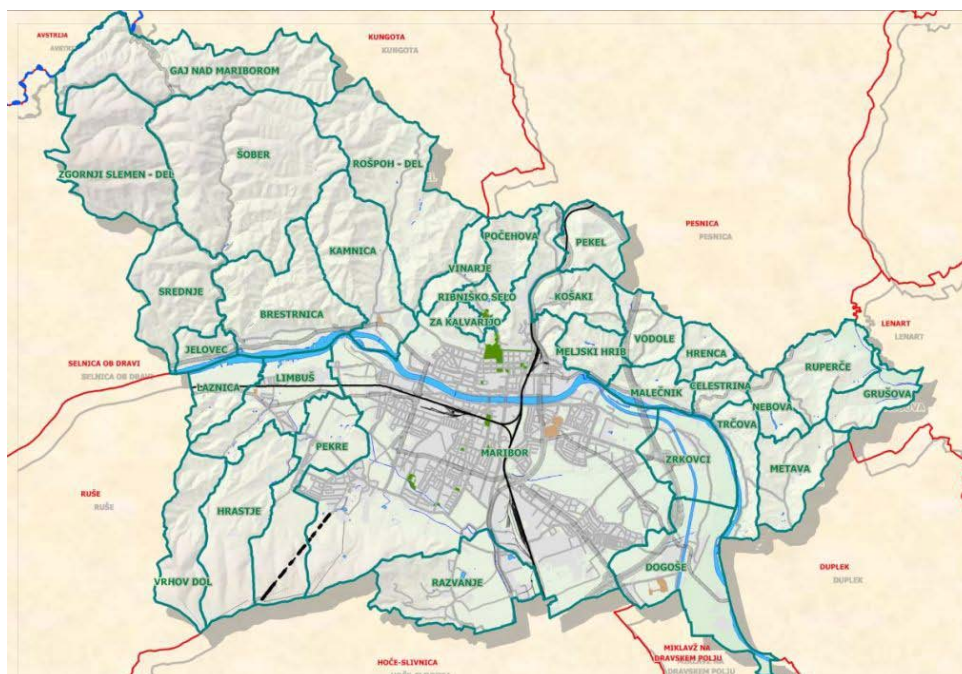 AVSTRIJA
KUNGOTA
KUNGOTA
GAJ NAD MARIBOROM
ŠOBER
ROŠPOH - DEL
ZGORNJI SLEMEN - DEL
PESNICA
PESNICA
POČEHOVA
PEKEL
KAMNICA
VINARJE
SREDNJE
RIBNIŠKO SELO
KOŠAKI
BRESTRNICA
ZA KALVARIJO
LENART
LENART
VODOLE
JELOVEC
MELJSKI HRIB
HRENCA
SELNICA OB DRAVI
SELNICA OB DRAVI
RUPERČE
LAZNICA
LIMBUŠ
MALEČNIK
CELESTRINA
GRUŠOVA
NEBOVA
TRČOVA
PEKRE
MARIBOR
ZRKOVCI
METAVA
RUŠE
RUŠE
HRASTJE
VRHOV DOL
RAZVANJE
DOGOŠE
DUPLEK
DUPLEK
MIKLAVŽ NA
DRAVSKEM POLJU
DRAVSKEM POLJU
HOČE-SLIVNICA